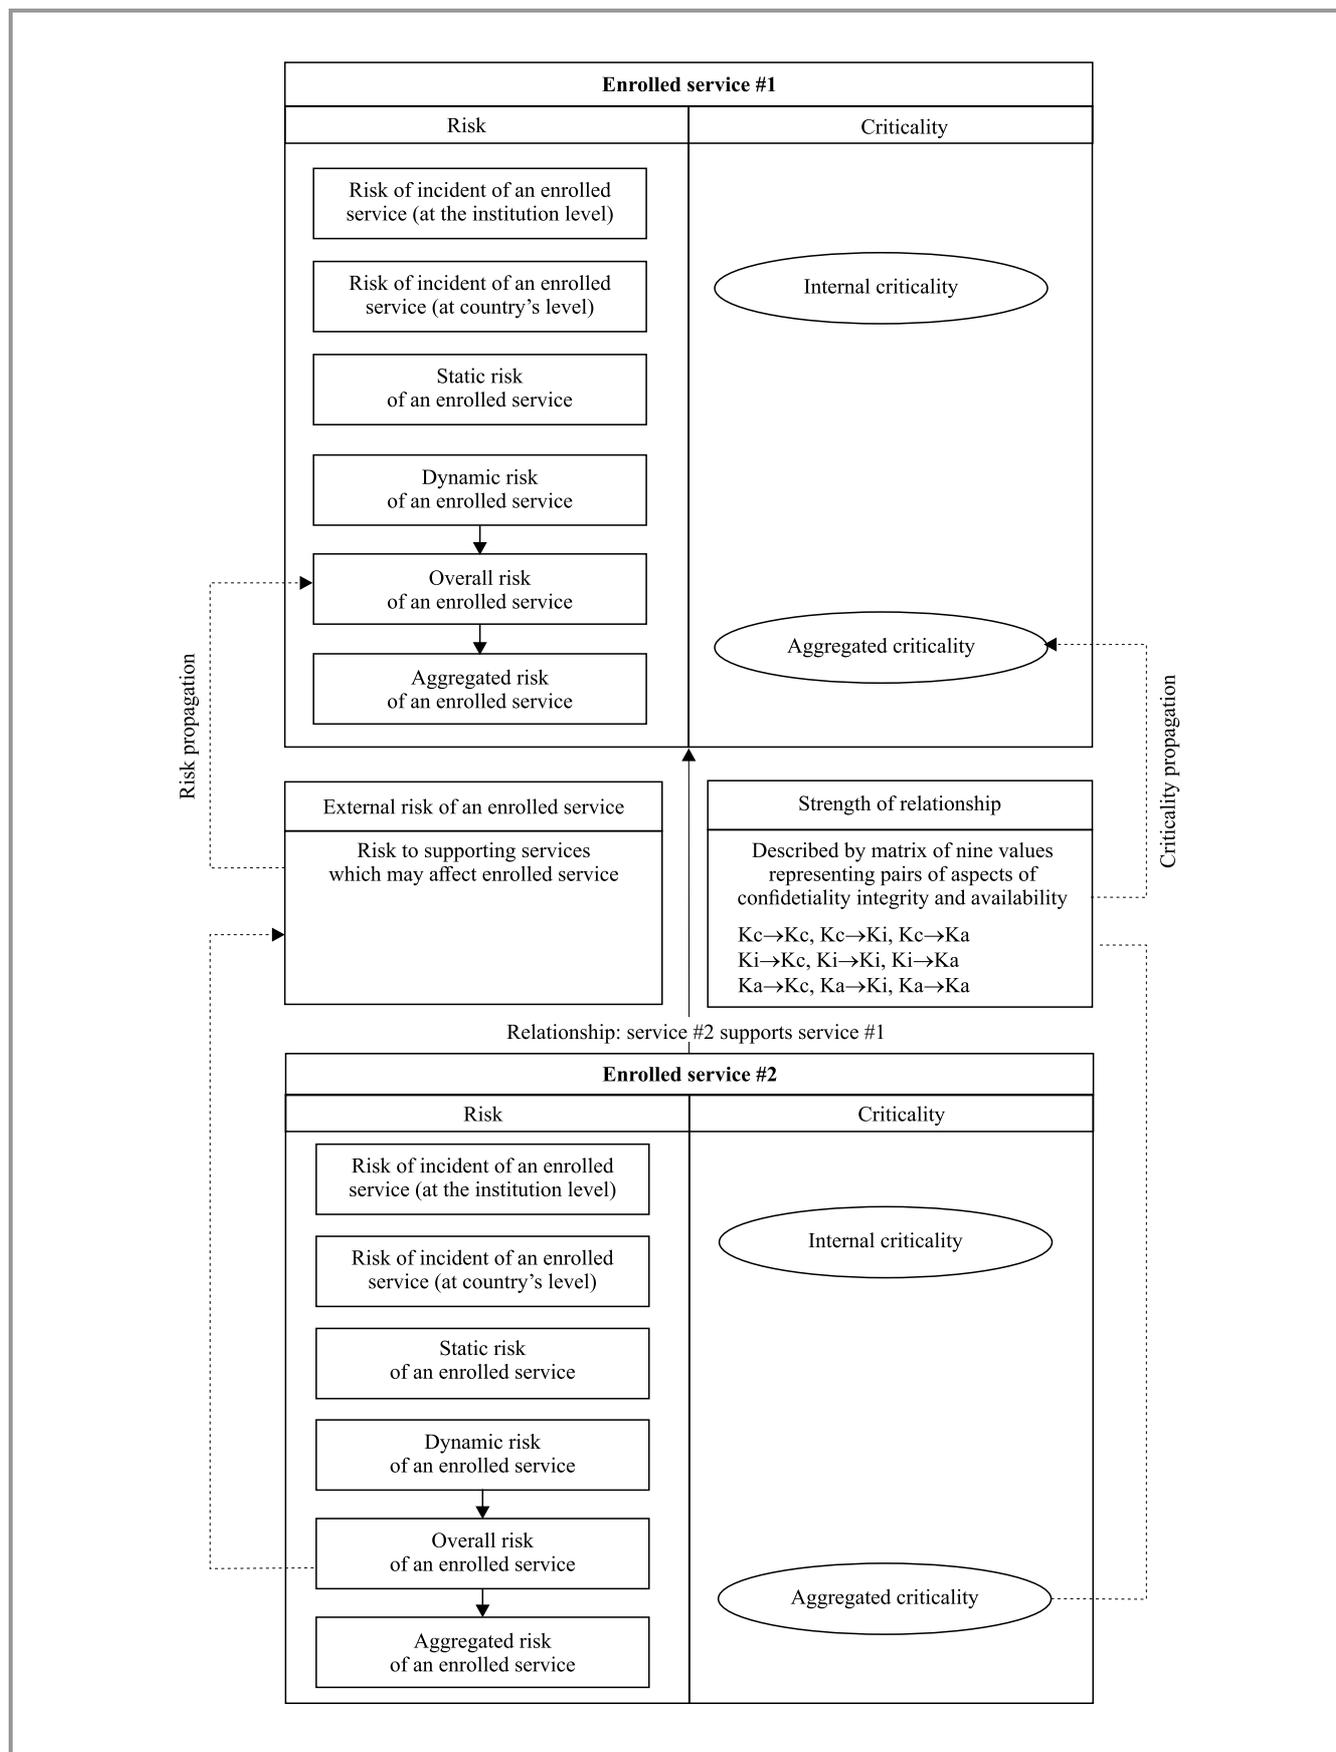 Enrolled service #1
Risk
Criticality
Risk of incident of an enrolled
service (at the institution level)
Risk of incident of an enrolled
service (at country’s level)
Internal criticality
Static risk
of an enrolled service
Dynamic risk
of an enrolled service
Overall risk
of an enrolled service
Aggregated criticality
Aggregated risk
of an enrolled service
Risk propagation
Criticality propagation
External risk of an enrolled service
Risk to supporting services
which may affect enrolled service
Strength of relationship
Described by matrix of nine values
representing pairs of aspects of
confidetiality integrity and availability
Kc→Kc, Kc→Ki, Kc→Ka
Ki→Kc, Ki→Ki, Ki→Ka
Ka→Kc, Ka→Ki, Ka→Ka
Relationship: service #2 supports service #1
Enrolled service #2
Risk
Criticality
Risk of incident of an enrolled
service (at the institution level)
Internal criticality
Risk of incident of an enrolled
service (at country’s level)
Static risk
of an enrolled service
Dynamic risk
of an enrolled service
Overall risk
of an enrolled service
Aggregated criticality
Aggregated risk
of an enrolled service